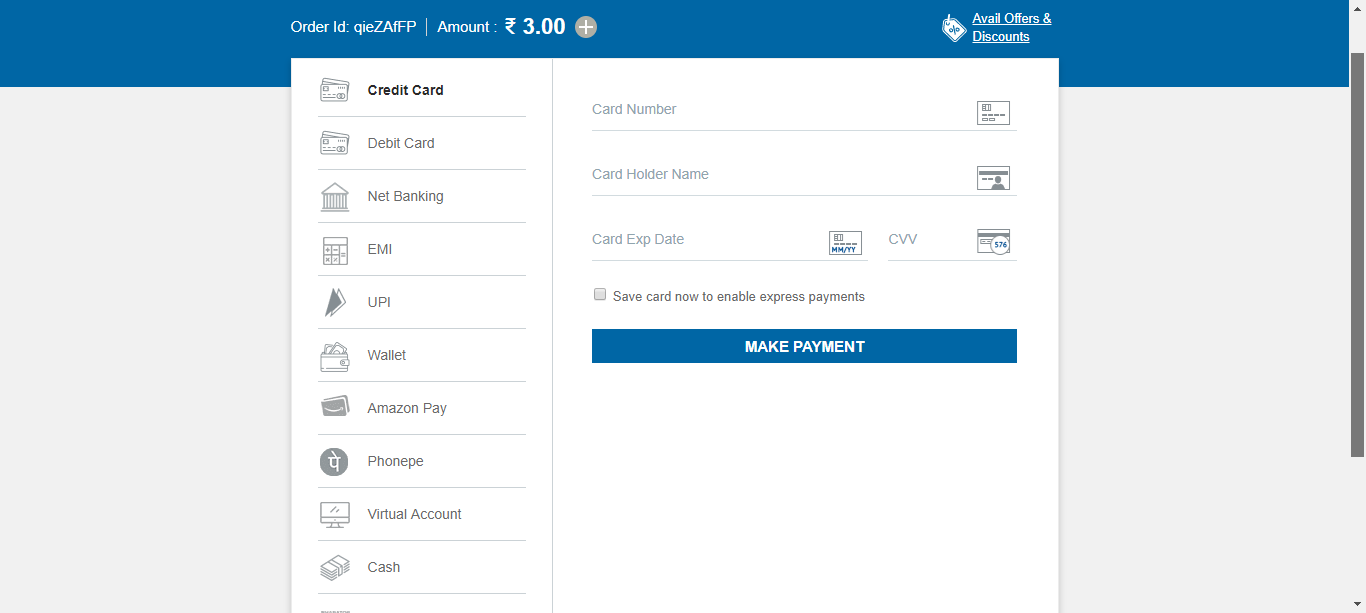 Order Id: qieZAfFP | Amount : ₹ 3.00
Avail Offers &
Discounts
Credit Card
Debit Card
Net Banking
EMI
UPI
Wallet
Amazon Pay
Phonepe
Virtual Account
Cash
Card Number
Card Holder Name
Card Exp Date
MM/YY
CVV
576
Save card now to enable express payments
MAKE PAYMENT